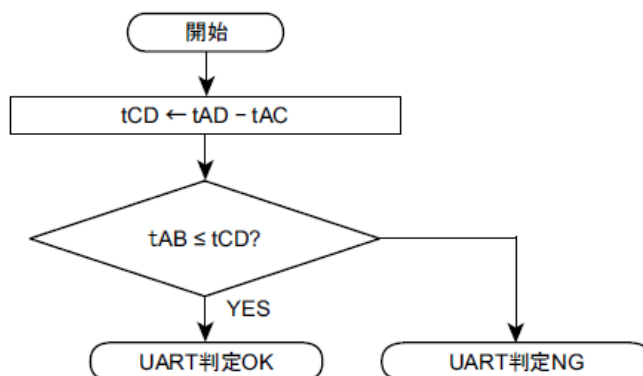 開始
tCD ← tAD − tAC
tAB ≤ tCD?
YES
UART判定OK
UART判定NG